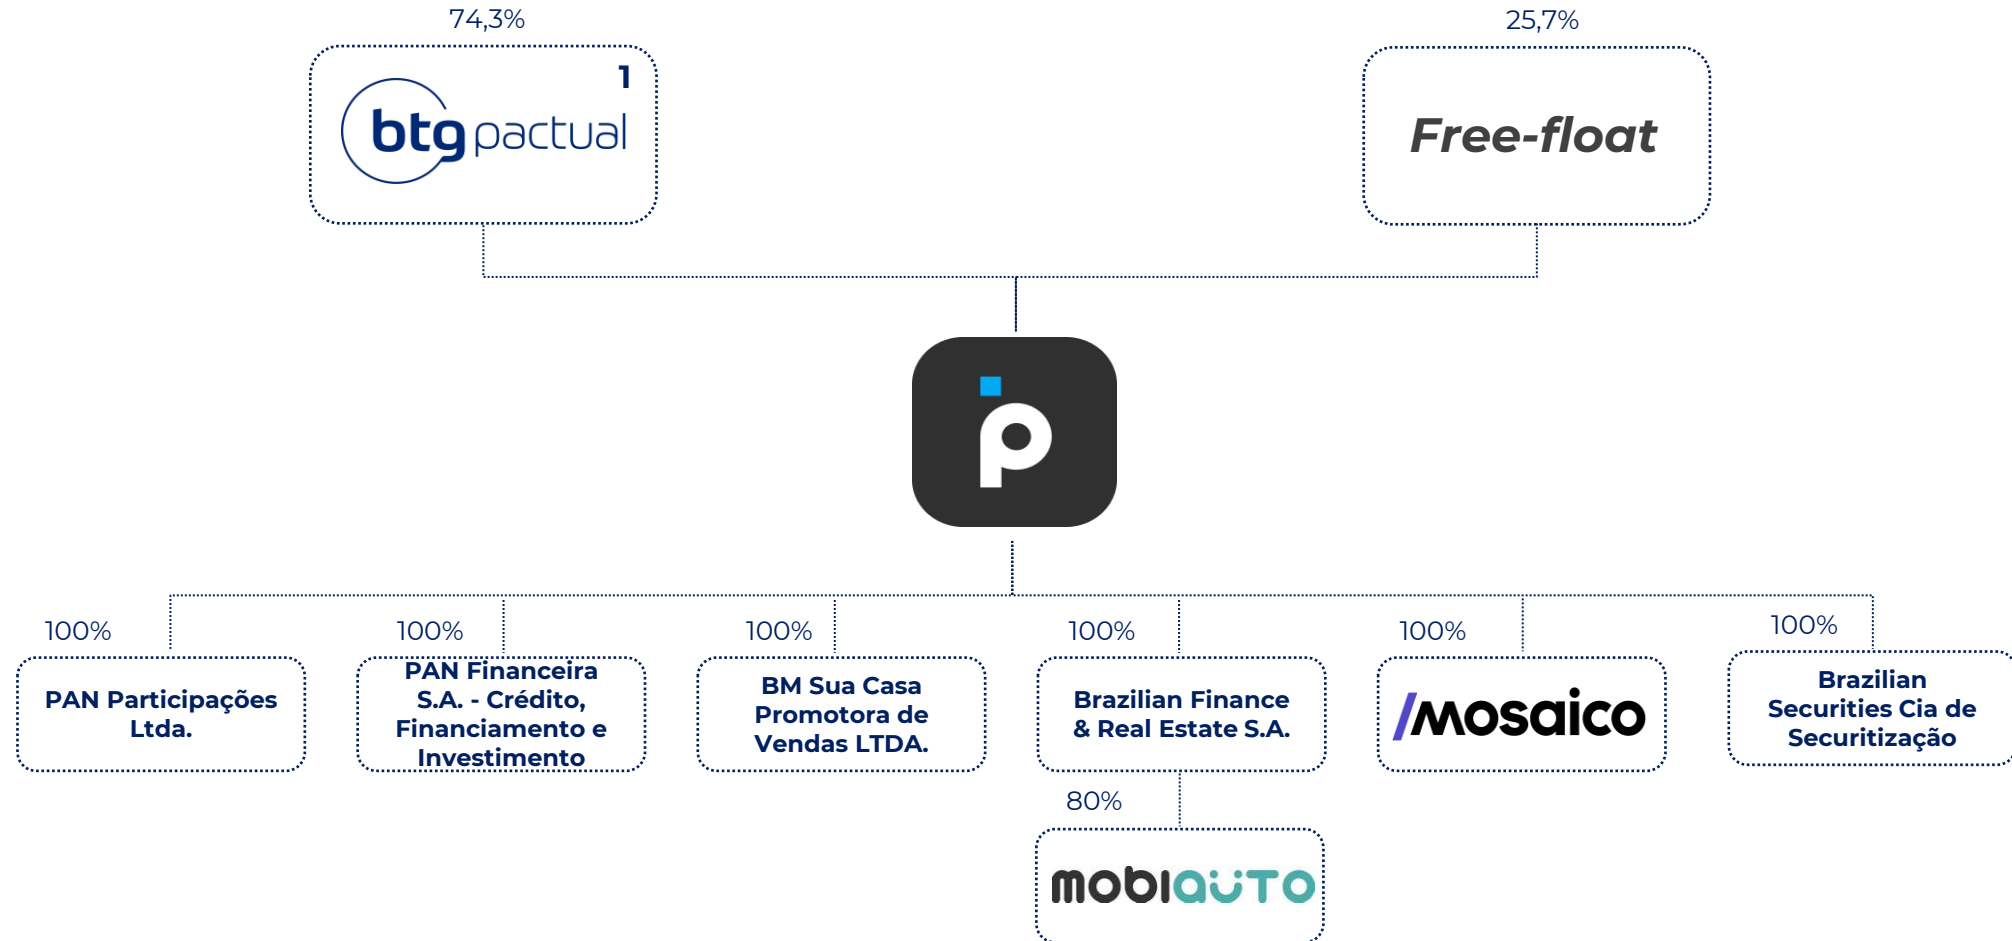 74,3%
25,7%
1
btg pactual
Free-float
p
100%
100%
100%
100%
100%
100%
PAN Participações
Ltda.
PAN Financeira
S.A. - Crédito,
Financiamento e
Investimento
BM Sua Casa
Promotora de
Vendas LTDA.
Brazilian Finance
& Real Estate S.A.
/mosaico
Brazilian
Securities Cia de
Securitização
80%
mobiauto